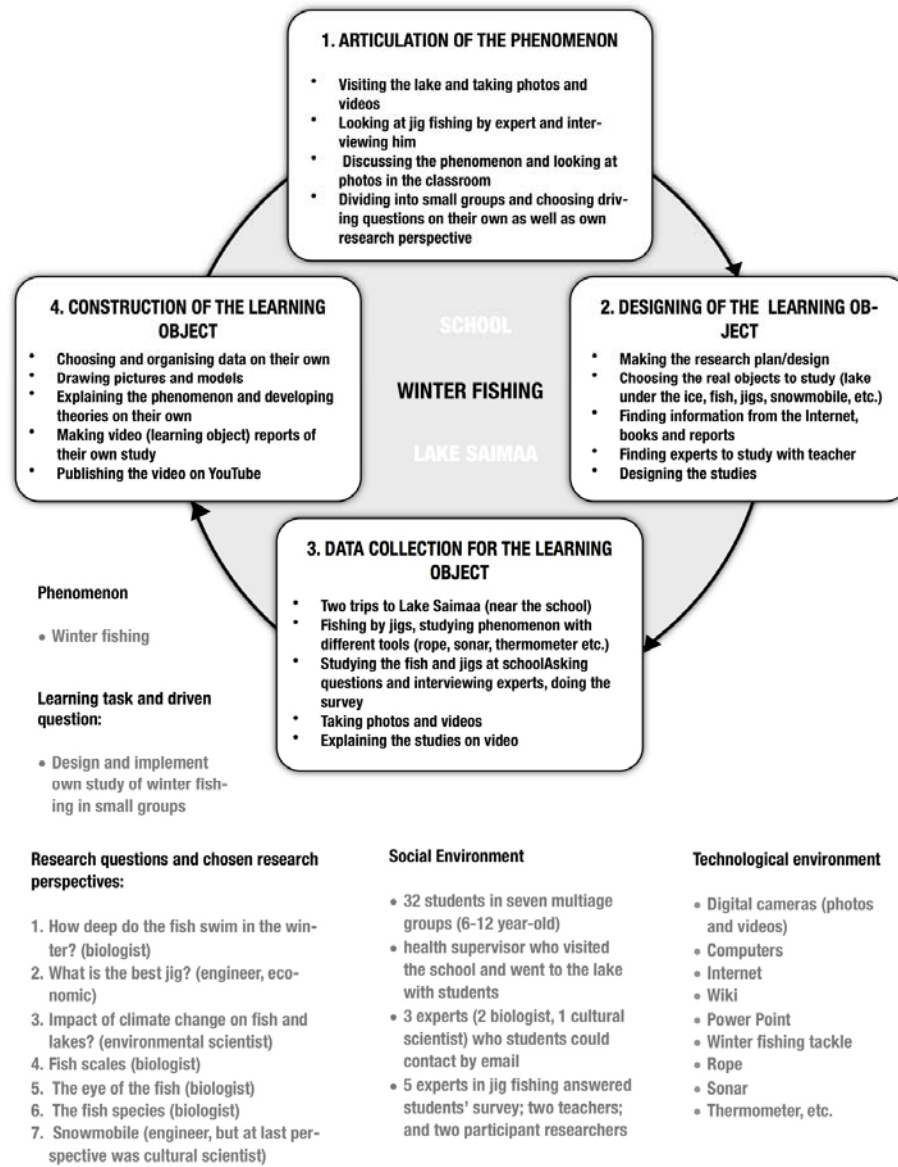 1. ARTICULATION OF THE PHENOMENON
• Visiting the lake and taking photos and
videos
• Looking at jig fishing by expert and inter-
viewing him
• Discussing the phenomenon and looking at
photos in the classroom
• Dividing into small groups and choosing driv-
ing questions on their own as well as own
research perspective
2. DESIGNING OF THE LEARNING OB-
JECT
• Making the research plan/design
• Choosing the real objects to study (lake
under the ice, fish, jigs, snowmobile, etc.)
• Finding information from the Internet,
books and reports
• Finding experts to study with teacher
• Designing the studies
SCHOOL
WINTER FISHING
LAKE SAIMAA
4. CONSTRUCTION OF THE LEARNING
OBJECT
• Choosing and organising data on their own
• Drawing pictures and models
• Explaining the phenomenon and developing
theories on their own
• Making video (learning object) reports of
their own study
• Publishing the video on YouTube
3. DATA COLLECTION FOR THE LEARNING
OBJECT
• Two trips to Lake Saimaa (near the school)
• Fishing by jigs, studying phenomenon with
different tools (rope, sonar, thermometer etc.)
• Studying the fish and jigs at schoolAsking
questions and interviewing experts, doing the
survey
• Taking photos and videos
• Explaining the studies on video
Phenomenon
• Winter fishing
Learning task and driven
question:
• Design and implement
own study of winter fish-
ing in small groups
Research questions and chosen research
perspectives:
1. How deep do the fish swim in the win-
ter? (biologist)
2. What is the best jig? (engineer, eco-
nomic)
3. Impact of climate change on fish and
lakes? (environmental scientist)
4. Fish scales (biologist)
5. The eye of the fish (biologist)
6. The fish species (biologist)
7. Snowmobile (engineer, but at last per-
spective was cultural scientist)
Social Environment
• 32 students in seven multiage
groups (6-12 year-old)
• health supervisor who visited
the school and went to the lake
with students
• 3 experts (2 biologist, 1 cultural
scientist) who students could
contact by email
• 5 experts in jig fishing answered
students' survey; two teachers;
and two participant researchers
Technological environment
• Digital cameras (photos
and videos)
• Computers
• Internet
• Wiki
• Power Point
• Winter fishing tackle
• Rope
• Sonar
• Thermometer, etc.